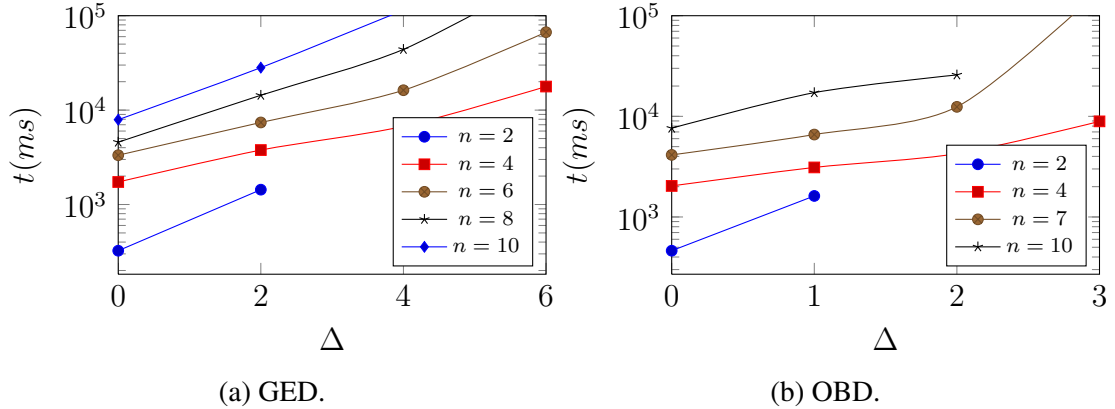 10^5
10^4
10^3
t(ms)
0 2 4 6
Δ
n = 2
n = 4
n = 6
n = 8
n = 10
(a) GED.
10^5
10^4
10^3
t(ms)
0 1 2 3
Δ
n = 2
n = 4
n = 7
n = 10
(b) OBD.